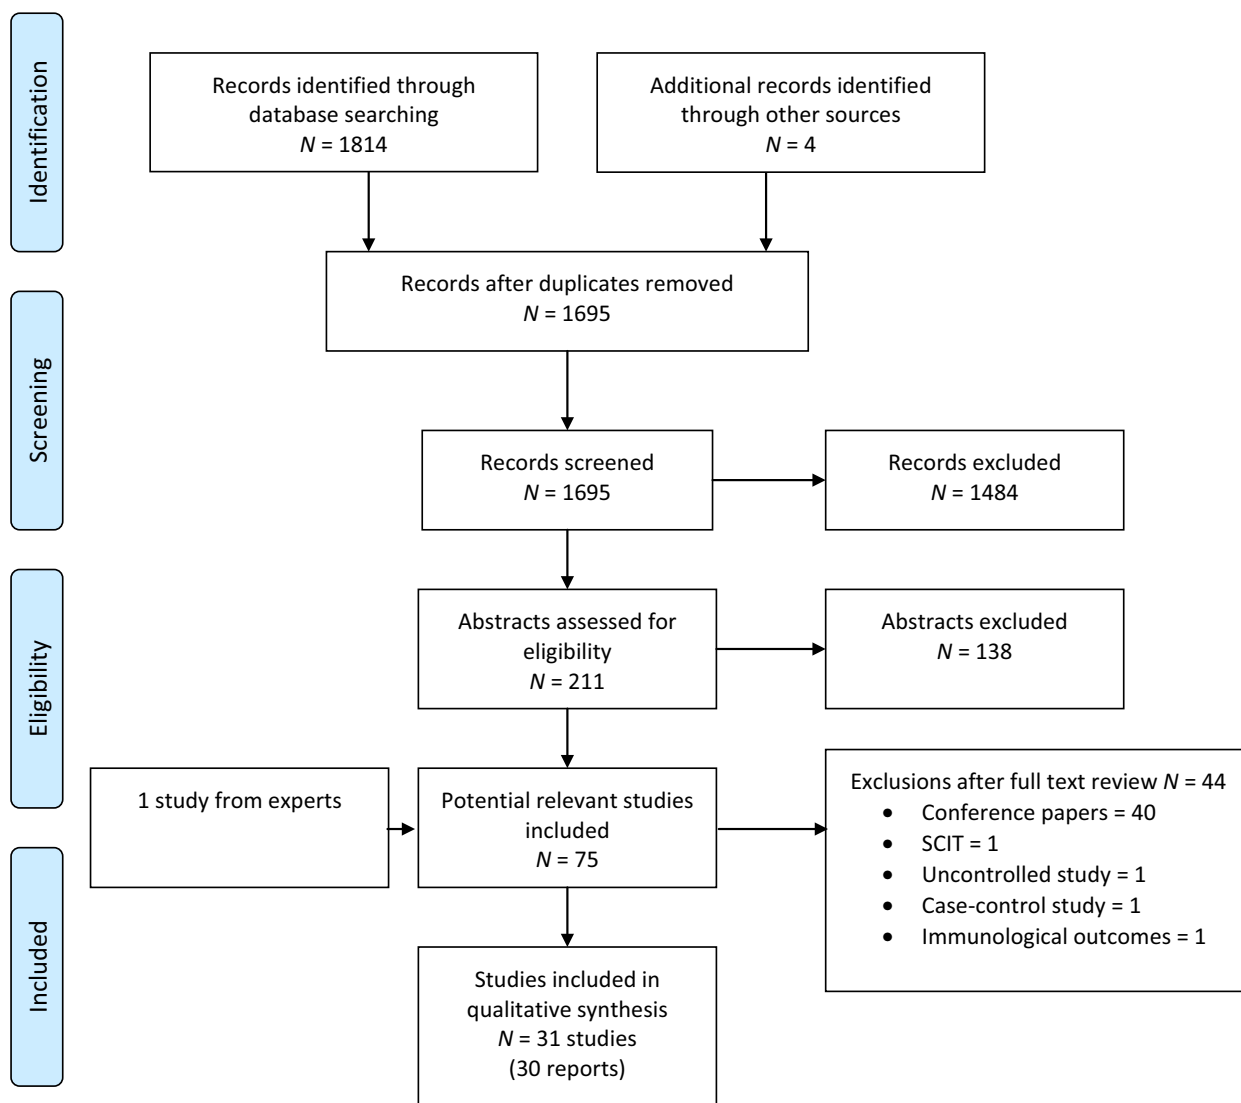 Identification
Records identified through
database searching
N = 1814
Additional records identified
through other sources
N = 4
Records after duplicates removed
N = 1695
Screening
Records screened
N = 1695
Records excluded
N = 1484
Eligibility
Abstracts assessed for
eligibility
N = 211
Abstracts excluded
N = 138
1 study from experts
Potential relevant studies
included
N = 75
Exclusions after full text review N = 44
• Conference papers = 40
• SCIT = 1
• Uncontrolled study = 1
• Case-control study = 1
• Immunological outcomes = 1
Included
Studies included in
qualitative synthesis
N = 31 studies
(30 reports)